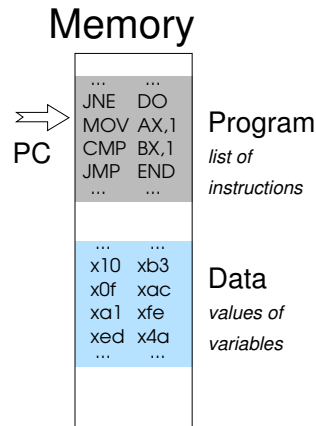 Memory
... ...
JNE DO
MOV AX,1
CMP BX,1
JMP END
... ...
PC
Program
list of
instructions
... ...
x10 xb3
x0f xac
xa1 xfe
xed x4a
... ...
Data
values of
variables